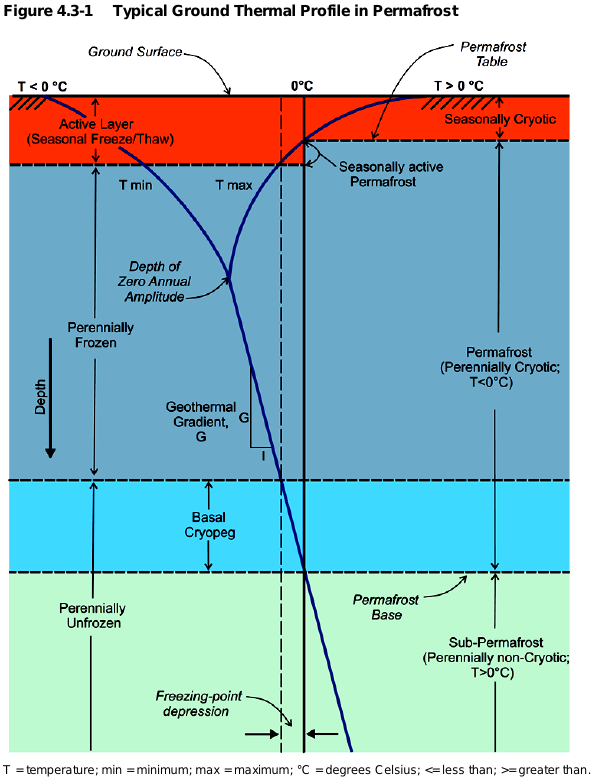 Figure 4.3-1 Typical Ground Thermal Profile in Permafrost
Ground Surface
Permafrost
Table
T < 0 °C
0°C
T > 0 °C
Active Layer
(Seasonal Freeze/Thaw)
Seasonally Cryotic
T min
T max
Seasonally active
Permafrost
Depth of
Zero Annual
Amplitude
Perennially
Frozen
Permafrost
(Perennially Cryotic;
T<0°C)
Depth
Geothermal
Gradient,
G
G
I
Basal
Cryopeg
Perennially
Unfrozen
Permafrost
Base
Sub-Permafrost
(Perennially non-Cryotic;
T>0°C)
Freezing-point
depression
T = temperature; min = minimum; max = maximum; °C = degrees Celsius; <= less than; >= greater than.